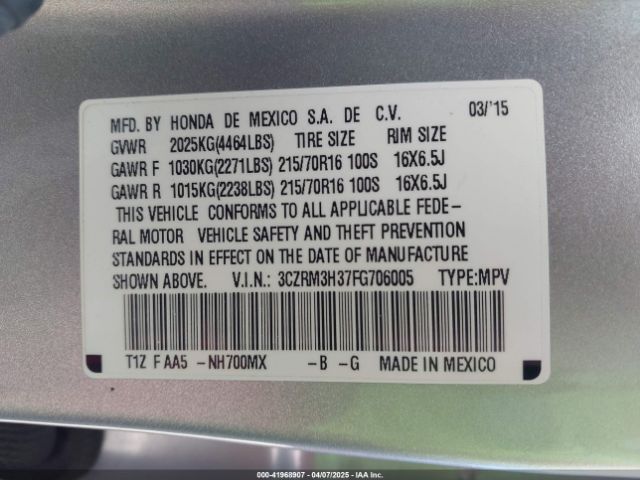 MFD. BY HONDA DE MEXICO S.A. DE C.V. 03/'15
GVWR 2025KG(4464LBS) TIRE SIZE RIM SIZE
GAWR F 1030KG(2271LBS) 215/70R16 100S 16X6.5J
GAWR R 1015KG(2238LBS) 215/70R16 100S 16X6.5J
THIS VEHICLE CONFORMS TO ALL APPLICABLE FEDE-
RAL MOTOR VEHICLE SAFETY AND THEFT PREVENTION
STANDARDS IN EFFECT ON THE DATE OF MANUFACTURE
SHOWN ABOVE. V.I.N.: 3CZRM3H37FG706005 TYPE:MPV
T1Z F AA5 -NH700MX -B -G MADE IN MEXICO
000-41968907 - 04/07/2025 - IAA Inc.